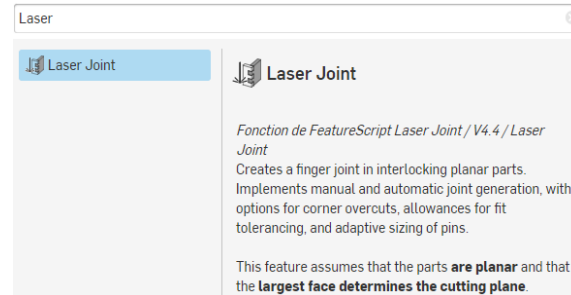 Laser
Laser Joint
Laser Joint
Fonction de FeatureScript Laser Joint / V4.4 / Laser
Joint
Creates a finger joint in interlocking planar parts.
Implements manual and automatic joint generation, with
options for corner overcuts, allowances for fit
tolerancing, and adaptive sizing of pins.
This feature assumes that the parts are planar and that
the largest face determines the cutting plane.